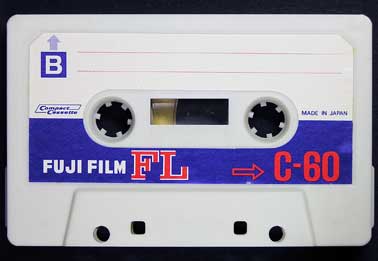 B
Compact
Cassette
MADE IN JAPAN
FUJI FILM FL
C-60